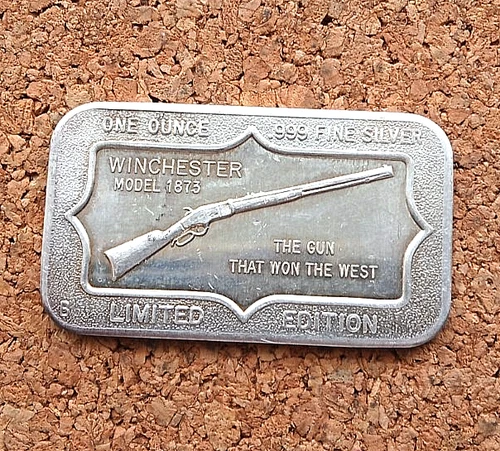 ONE OUNCE .999 FINE SILVER
WINCHESTER
MODEL 1873
THE GUN
THAT WON THE WEST
LIMITED EDITION